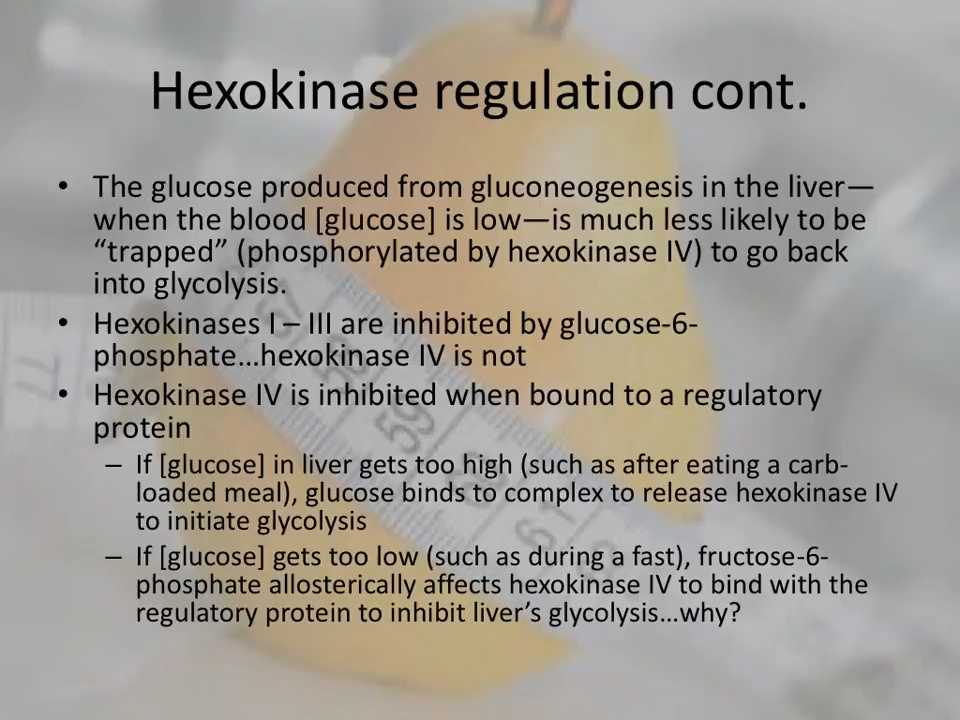 Hexokinase regulation cont.
• The glucose produced from gluconeogenesis in the liver—
when the blood [glucose] is low—is much less likely to be
“trapped” (phosphorylated by hexokinase IV) to go back
into glycolysis.
• Hexokinases I – III are inhibited by glucose-6-
phosphate…hexokinase IV is not
• Hexokinase IV is inhibited when bound to a regulatory
protein
– If [glucose] in liver gets too high (such as after eating a carb-
loaded meal), glucose binds to complex to release hexokinase IV
to initiate glycolysis
– If [glucose] gets too low (such as during a fast), fructose-6-
phosphate allosterically affects hexokinase IV to bind with the
regulatory protein to inhibit liver’s glycolysis…why?
77
57
59
61